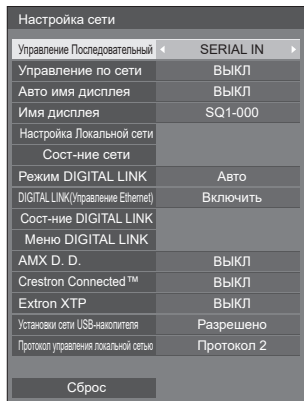 Настройка сети
Управление Последовательный SERIAL IN
Управление по сети ВЫКЛ
Авто имя дисплея ВЫКЛ
Имя дисплея SQ1-000
Настройка Локальной сети
Сост-ние сети
Режим DIGITAL LINK Авто
DIGITAL LINK(Управление Ethernet) Включить
Сост-ние DIGITAL LINK
Меню DIGITAL LINK
AMX D. D. ВЫКЛ
Crestron Connected™ ВЫКЛ
Extron XTP ВЫКЛ
Установки сети USB-накопителя Разрешено
Протокол управления локальной сетью Протокол 2
Сброс